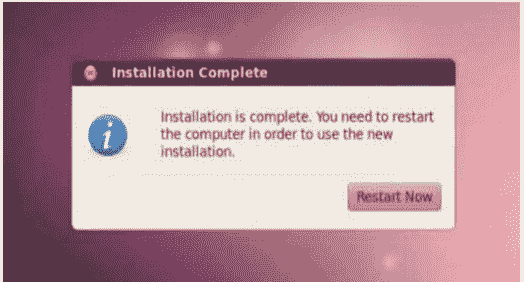 Installation Complete
Installation is complete. You need to restart
the computer in order to use the new
installation.
Restart Now